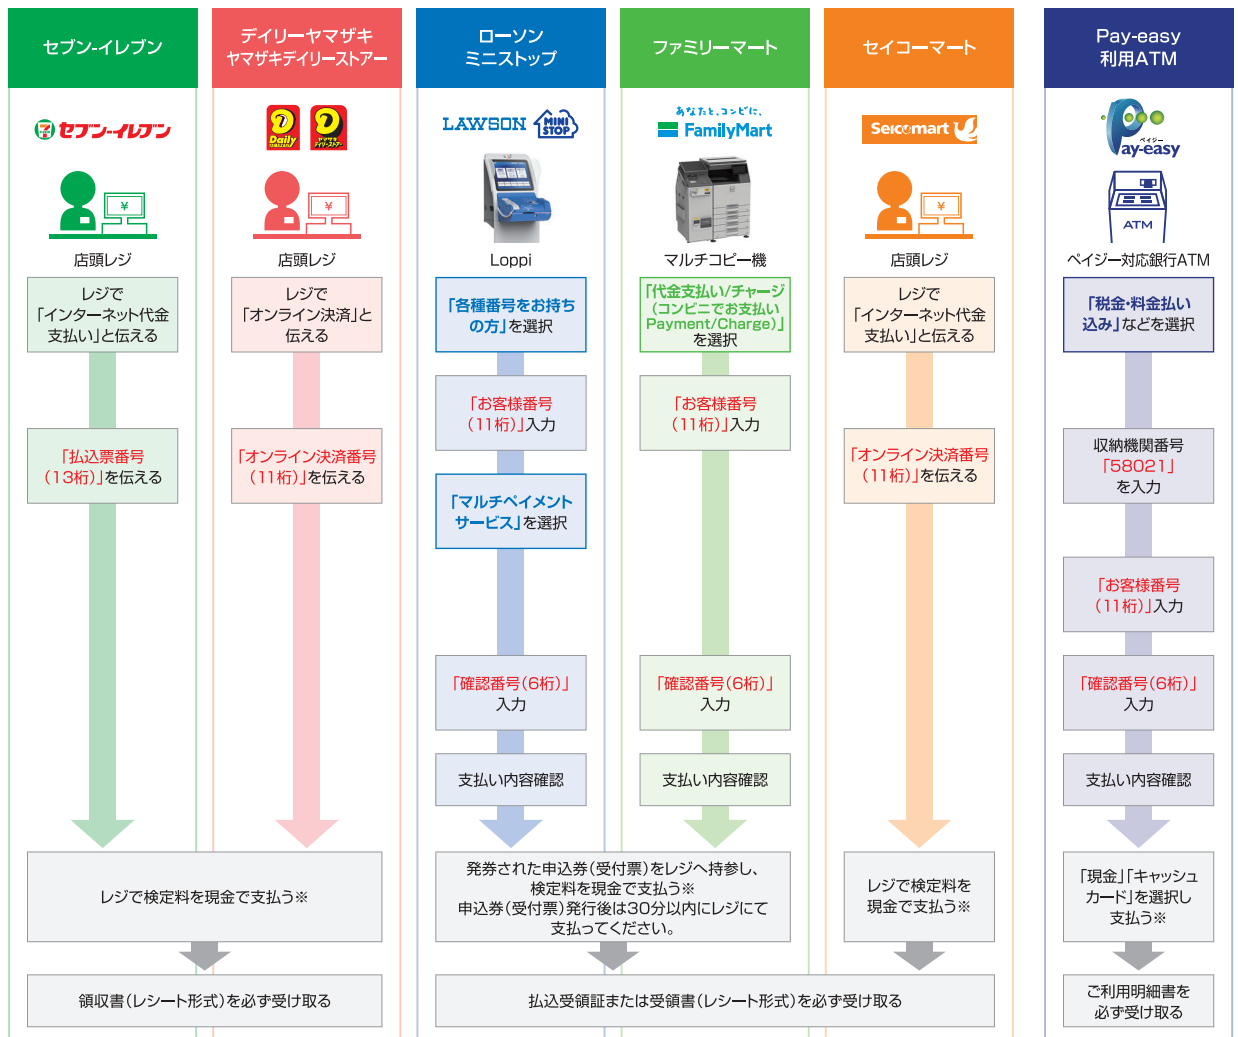 セブン-イレブン
セブン-イレブン
¥
店頭レジ
レジで
「インターネット代金
支払い」と伝える
「払込票番号
(13桁)」を伝える
デイリーヤマザキ
ヤマザキデイリーストアー
Daily
YAMAZAKI
ヤマザキ
デイリーストアー
¥
店頭レジ
レジで
「オンライン決済」と
伝える
「オンライン決済番号
(11桁)」を伝える
レジで検定料を現金で支払う※
領収書(レシート形式)を必ず受け取る
ローソン
ミニストップ
LAWSON
MINI
STOP
Loppi
「各種番号をお持ち
の方」を選択
「お客様番号
(11桁)」入力
「マルチペイメント
サービス」を選択
「確認番号(6桁)」
入力
支払い内容確認
ファミリーマート
あなたと、コンビに、
FamilyMart
マルチコピー機
「代金支払い/チャージ
(コンビニでお支払い
Payment/Charge)」
を選択
「お客様番号
(11桁)」入力
「確認番号(6桁)」
入力
支払い内容確認
発券された申込券(受付票)をレジへ持参し、
検定料を現金で支払う※
申込券(受付票)発行後は30分以内にレジにて
支払ってください。
セイコーマート
Seicomart
¥
店頭レジ
レジで
「インターネット代金
支払い」と伝える
「オンライン決済番号
(11桁)」を伝える
レジで検定料を
現金で支払う※
払込受領証または受領書(レシート形式)を必ず受け取る
Pay-easy
利用ATM
ペイジー
Pay-easy
ATM
ペイジー対応銀行ATM
「税金・料金払い
込み」などを選択
収納機関番号
「58021」
を入力
「お客様番号
(11桁)」入力
「確認番号(6桁)」
入力
支払い内容確認
「現金」「キャッシュ
カード」を選択し
支払う※
ご利用明細書を
必ず受け取る